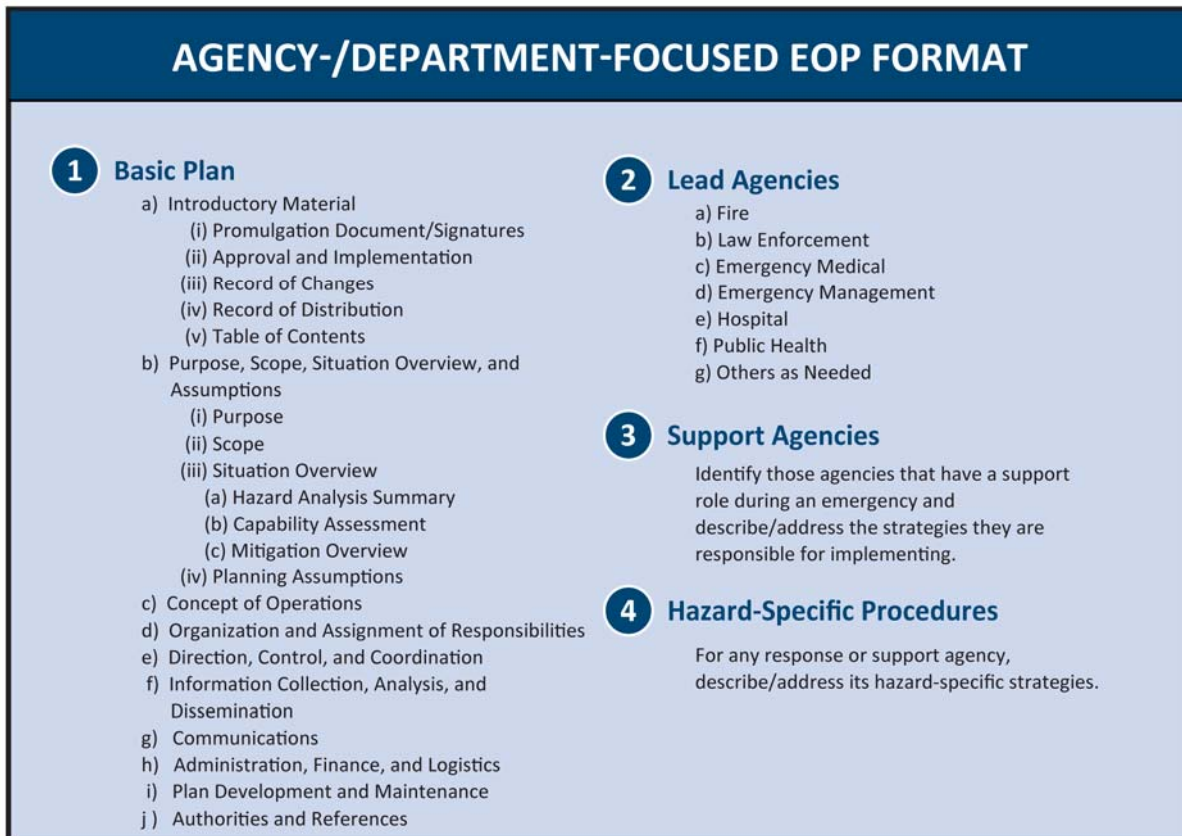 AGENCY-/DEPARTMENT-FOCUSED EOP FORMAT
1 Basic Plan
a) Introductory Material
(i) Promulgation Document/Signatures
(ii) Approval and Implementation
(iii) Record of Changes
(iv) Record of Distribution
(v) Table of Contents
b) Purpose, Scope, Situation Overview, and
Assumptions
(i) Purpose
(ii) Scope
(iii) Situation Overview
(a) Hazard Analysis Summary
(b) Capability Assessment
(c) Mitigation Overview
(iv) Planning Assumptions
c) Concept of Operations
d) Organization and Assignment of Responsibilities
e) Direction, Control, and Coordination
f) Information Collection, Analysis, and
Dissemination
g) Communications
h) Administration, Finance, and Logistics
i) Plan Development and Maintenance
j ) Authorities and References
2 Lead Agencies
a) Fire
b) Law Enforcement
c) Emergency Medical
d) Emergency Management
e) Hospital
f) Public Health
g) Others as Needed
3 Support Agencies
Identify those agencies that have a support
role during an emergency and
describe/address the strategies they are
responsible for implementing.
4 Hazard-Specific Procedures
For any response or support agency,
describe/address its hazard-specific strategies.